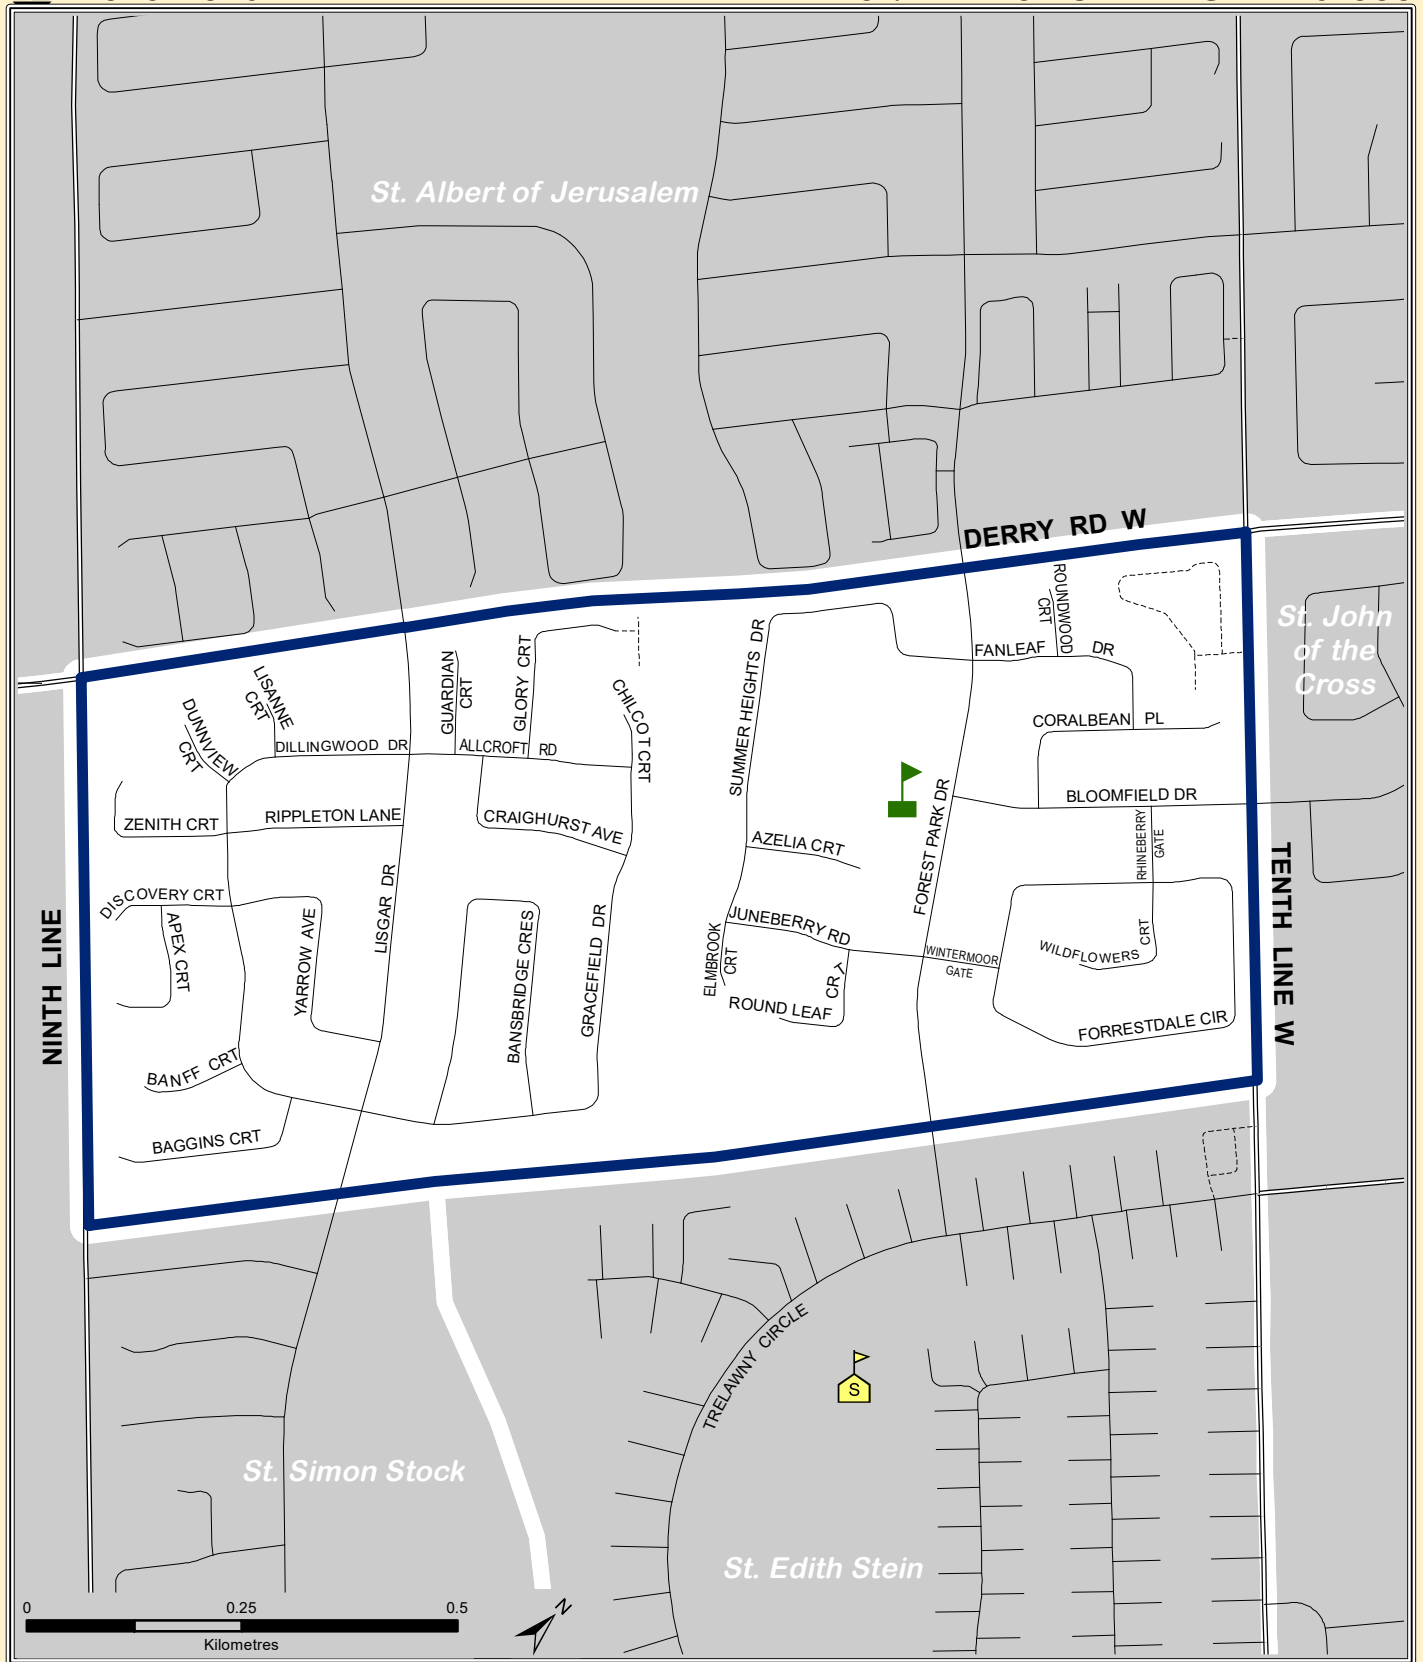 St. Albert of Jerusalem
DERRY RD W
St. John
of the
Cross
ROUNDWOOD
CRT
FANLEAF DR
CORALBEAN PL
BLOOMFIELD DR
RHINEBERRY
GATE
LISANNE
CRT
DUNNVIEW
CRT
DILLINGWOOD DR
GUARDIAN
CRT
GLORY CRT
ALLCROFT RD
CHILCOT CRT
SUMMER HEIGHTS DR
ZENITH CRT
RIPPLETON LANE
CRAIGHURST AVE
AZELIA CRT
FOREST PARK DR
DISCOVERY CRT
APEX CRT
YARROW AVE
LISGAR DR
BANSBRIDGE CRES
GRACEFIELD DR
JUNEBERRY RD
ELMBROOK
CRT
ROUND LEAF
CRT
WINTERMOOR
GATE
WILDFLOWERS CRT
FORRESTDALE CIR
BANFF CRT
BAGGINS CRT
NINTH LINE
TENTH LINE W
TRELAWNY CIRCLE
S
St. Simon Stock
St. Edith Stein
0 0.25 0.5
Kilometres
N